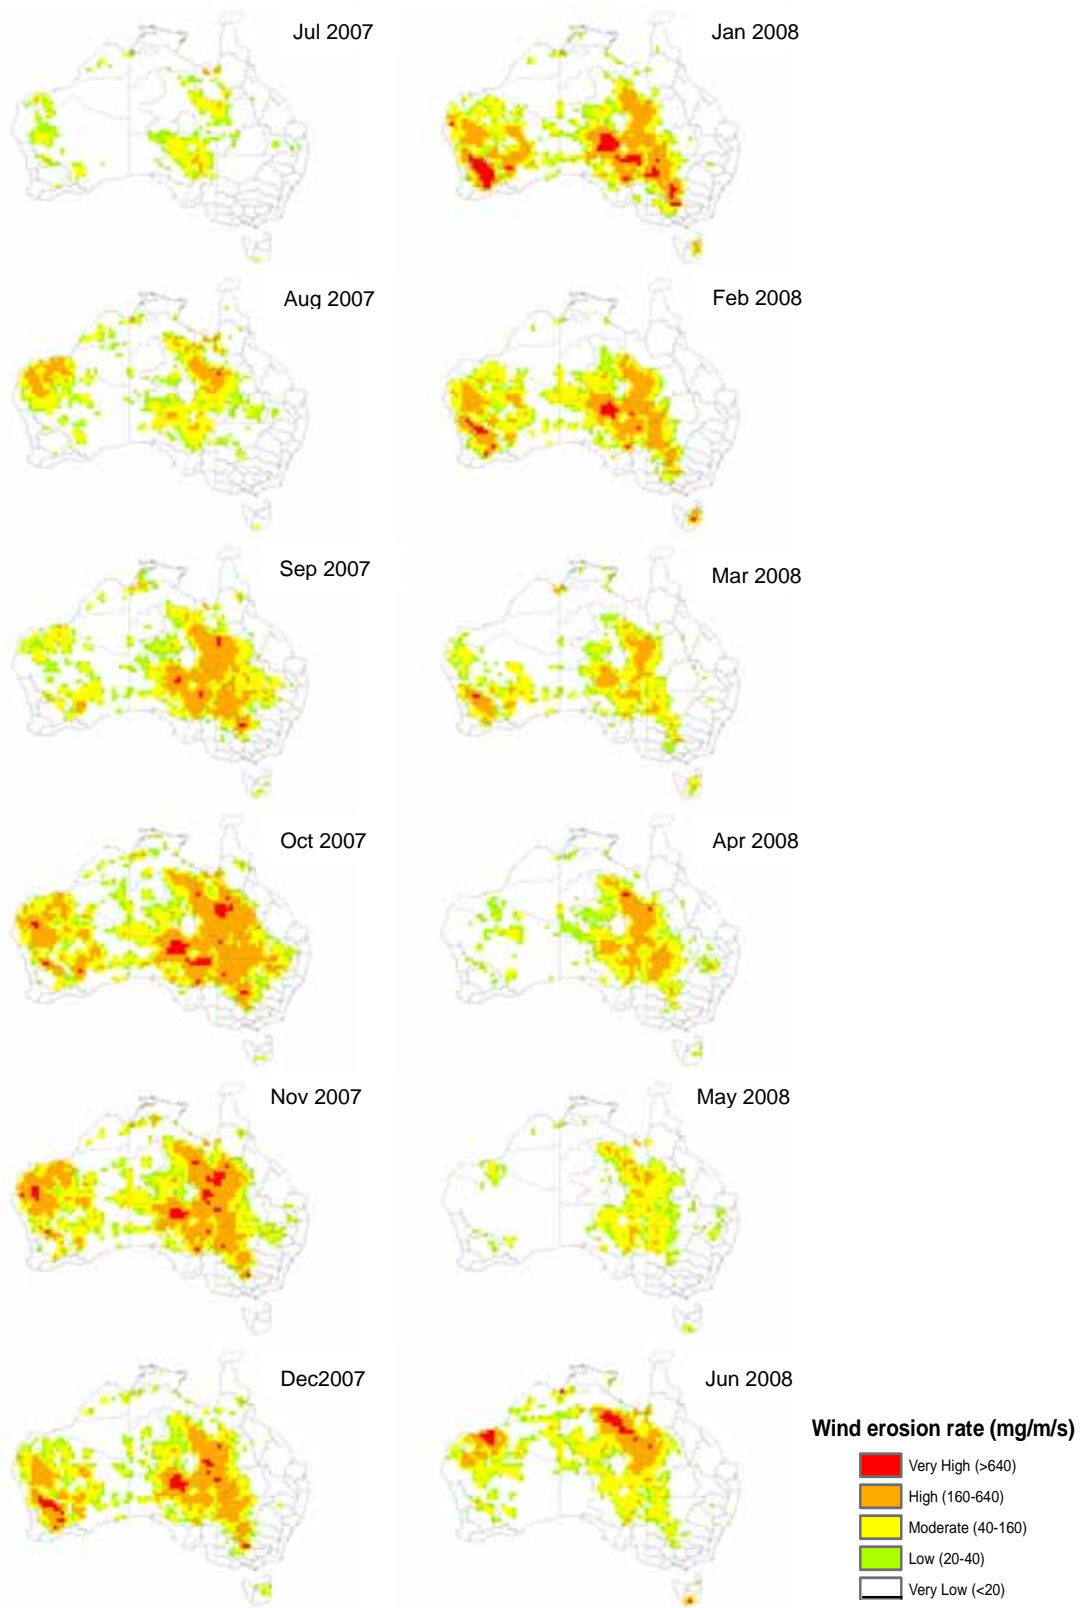 Jul 2007
Jan 2008
Aug 2007
Feb 2008
Sep 2007
Mar 2008
Oct 2007
Apr 2008
Nov 2007
May 2008
Dec2007
Jun 2008
Wind erosion rate (mg/m/s)
Very High (>640)
High (160-640)
Moderate (40-160)
Low (20-40)
Very Low (<20)